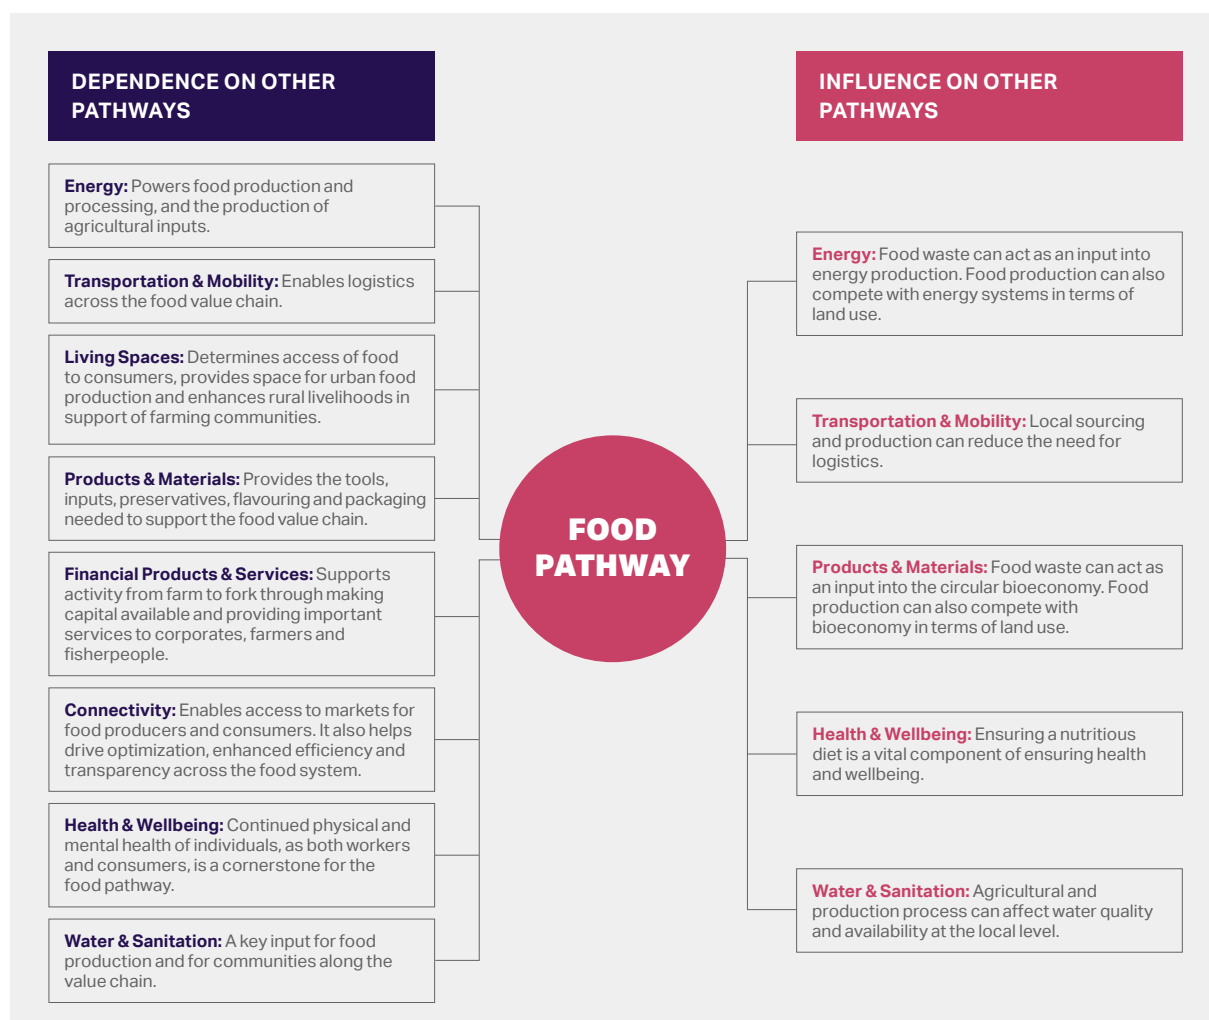 DEPENDENCE ON OTHER
PATHWAYS
Energy: Powers food production and
processing, and the production of
agricultural inputs.
Transportation & Mobility: Enables logistics
across the food value chain.
Living Spaces: Determines access of food
to consumers, provides space for urban food
production and enhances rural livelihoods in
support of farming communities.
Products & Materials: Provides the tools,
inputs, preservatives, flavouring and packaging
needed to support the food value chain.
Financial Products & Services: Supports
activity from farm to fork through making
capital available and providing important
services to corporates, farmers and
fisherpeople.
Connectivity: Enables access to markets for
food producers and consumers. It also helps
drive optimization, enhanced efficiency and
transparency across the food system.
Health & Wellbeing: Continued physical and
mental health of individuals, as both workers
and consumers, is a cornerstone for the
food pathway.
Water & Sanitation: A key input for food
production and for communities along the
value chain.
FOOD
PATHWAY
INFLUENCE ON OTHER
PATHWAYS
Energy: Food waste can act as an input into
energy production. Food production can also
compete with energy systems in terms of
land use.
Transportation & Mobility: Local sourcing
and production can reduce the need for
logistics.
Products & Materials: Food waste can act as
an input into the circular bioeconomy. Food
production can also compete with
bioeconomy in terms of land use.
Health & Wellbeing: Ensuring a nutritious
diet is a vital component of ensuring health
and wellbeing.
Water & Sanitation: Agricultural and
production process can affect water quality
and availability at the local level.